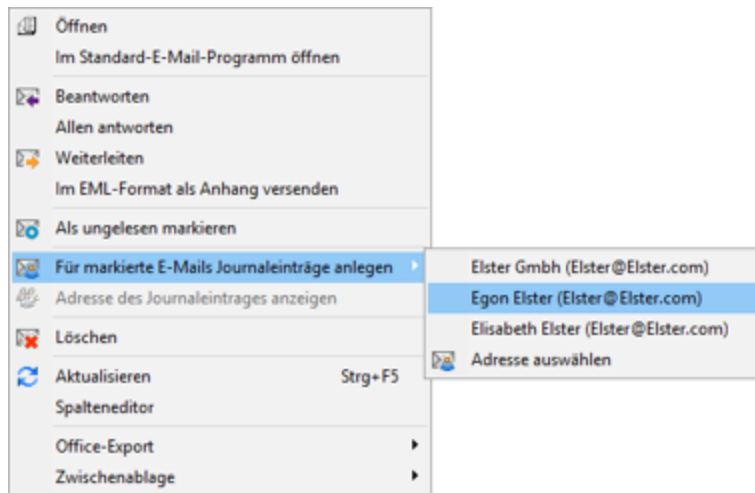 Öffnen
Im Standard-E-Mail-Programm öffnen
Beantworten
Allen antworten
Weiterleiten
Im EML-Format als Anhang versenden
Als ungelesen markieren
Für markierte E-Mails Journaleinträge anlegen
Adresse des Journaleintrages anzeigen
Löschen
Aktualisieren Strg+F5
Spalteneditor
Office-Export
Zwischenablage
Elster Gmbh (Elster@Elster.com)
Egon Elster (Elster@Elster.com)
Elisabeth Elster (Elster@Elster.com)
Adresse auswählen